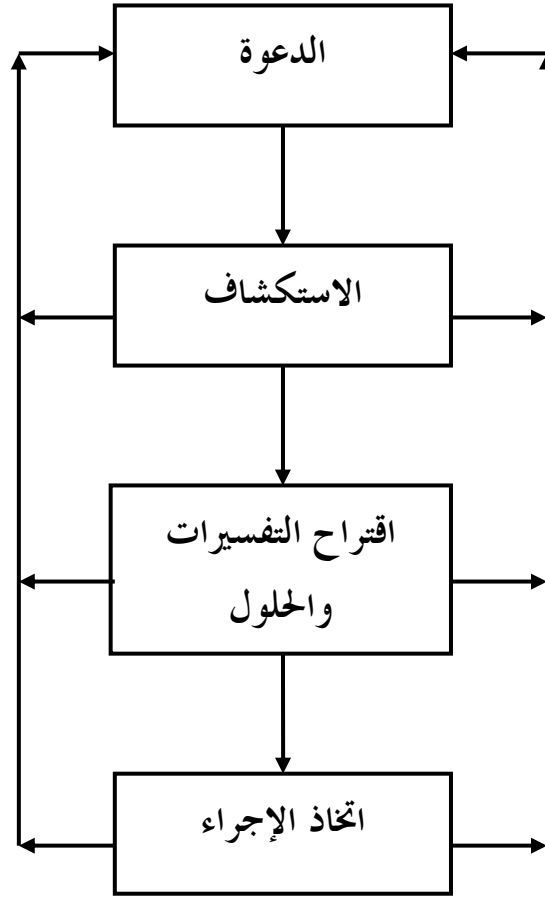 الدعوة
الاستكشاف
اقتراح التفسيرات
والحلول
اتخاذ الإجراء